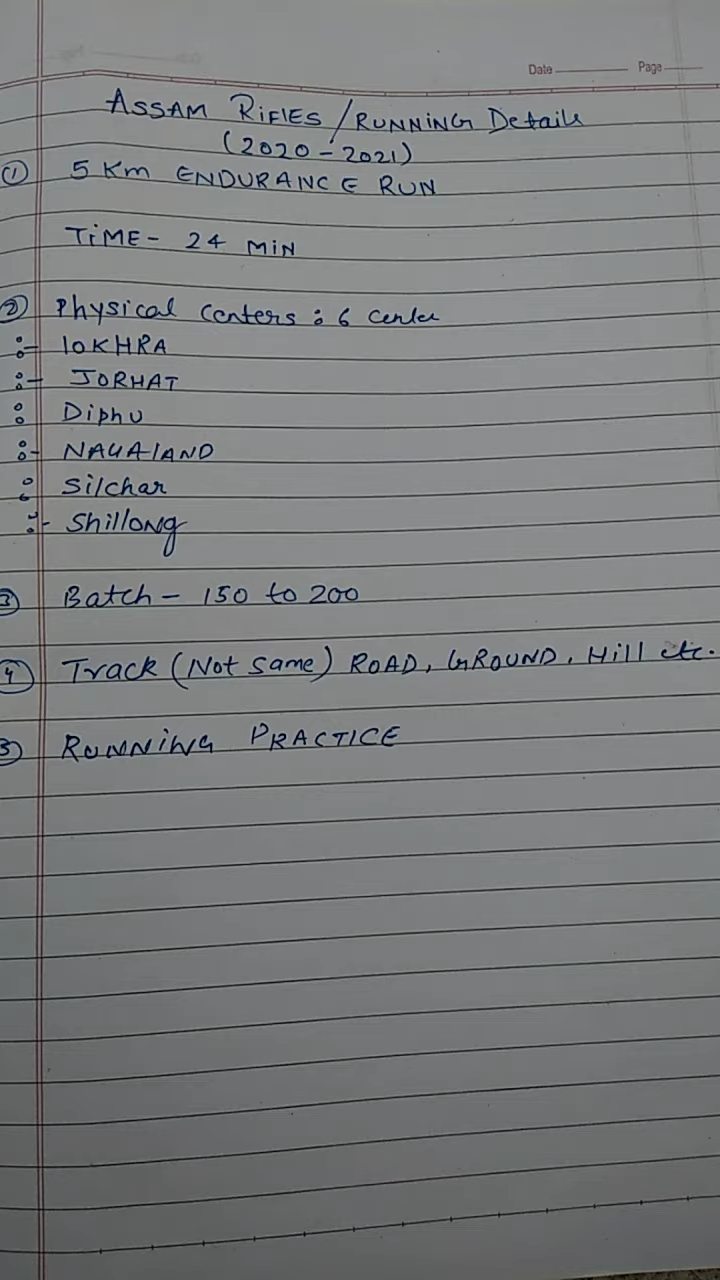 Date Page
ASSAM RIFLES / RUNNING Details
(2020-2021)
① 5 Km ENDURANCE RUN
TiME- 24 MiN
② Physical Centers : 6 Center
:- LOKHRA
:- JORHAT
: Diphu
:- NAGALAND
: Silchar
:- Shillong
③ Batch - 150 to 200
④ Track (Not same) ROAD, GROUND, Hill etc.
⑤ RUNNiNG PRACTICE